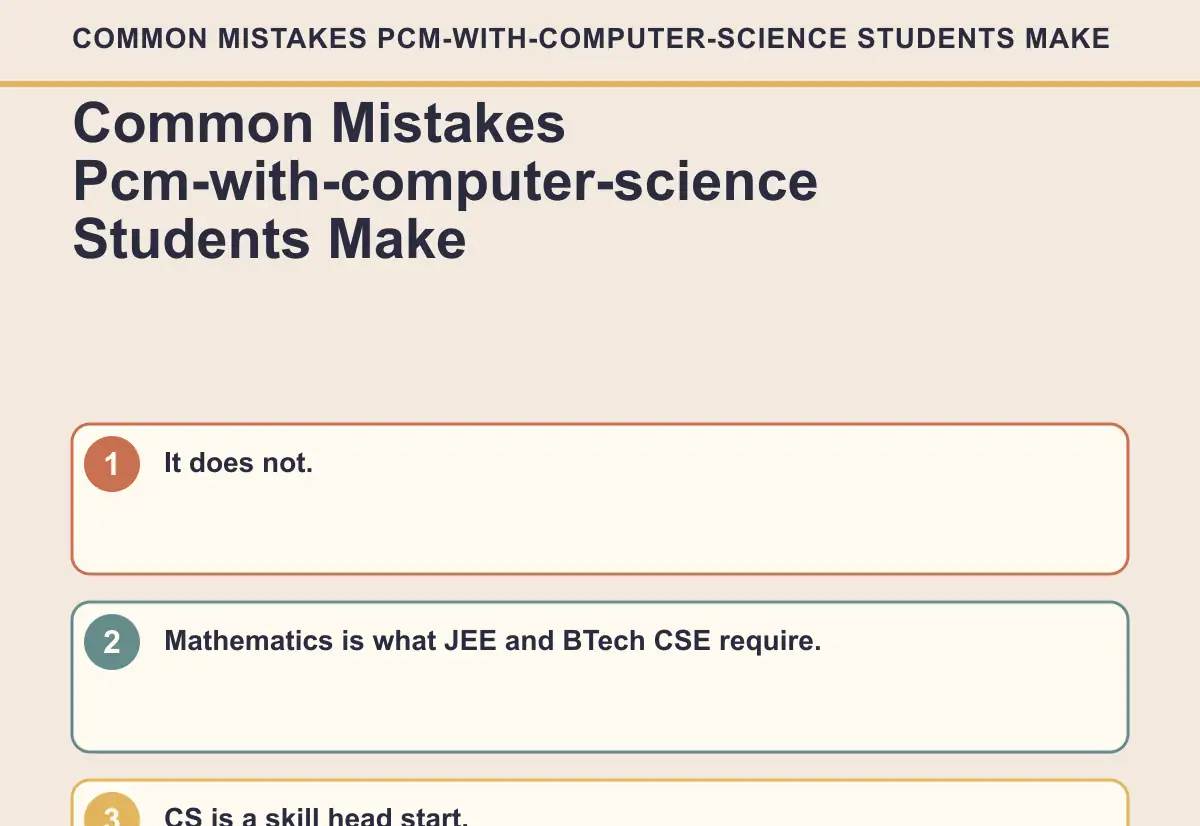 COMMON MISTAKES PCM-WITH-COMPUTER-SCIENCE STUDENTS MAKE
Common Mistakes
Pcm-with-computer-science
Students Make
1 It does not.
2 Mathematics is what JEE and BTech CSE require.
3 CS is a skill head start.